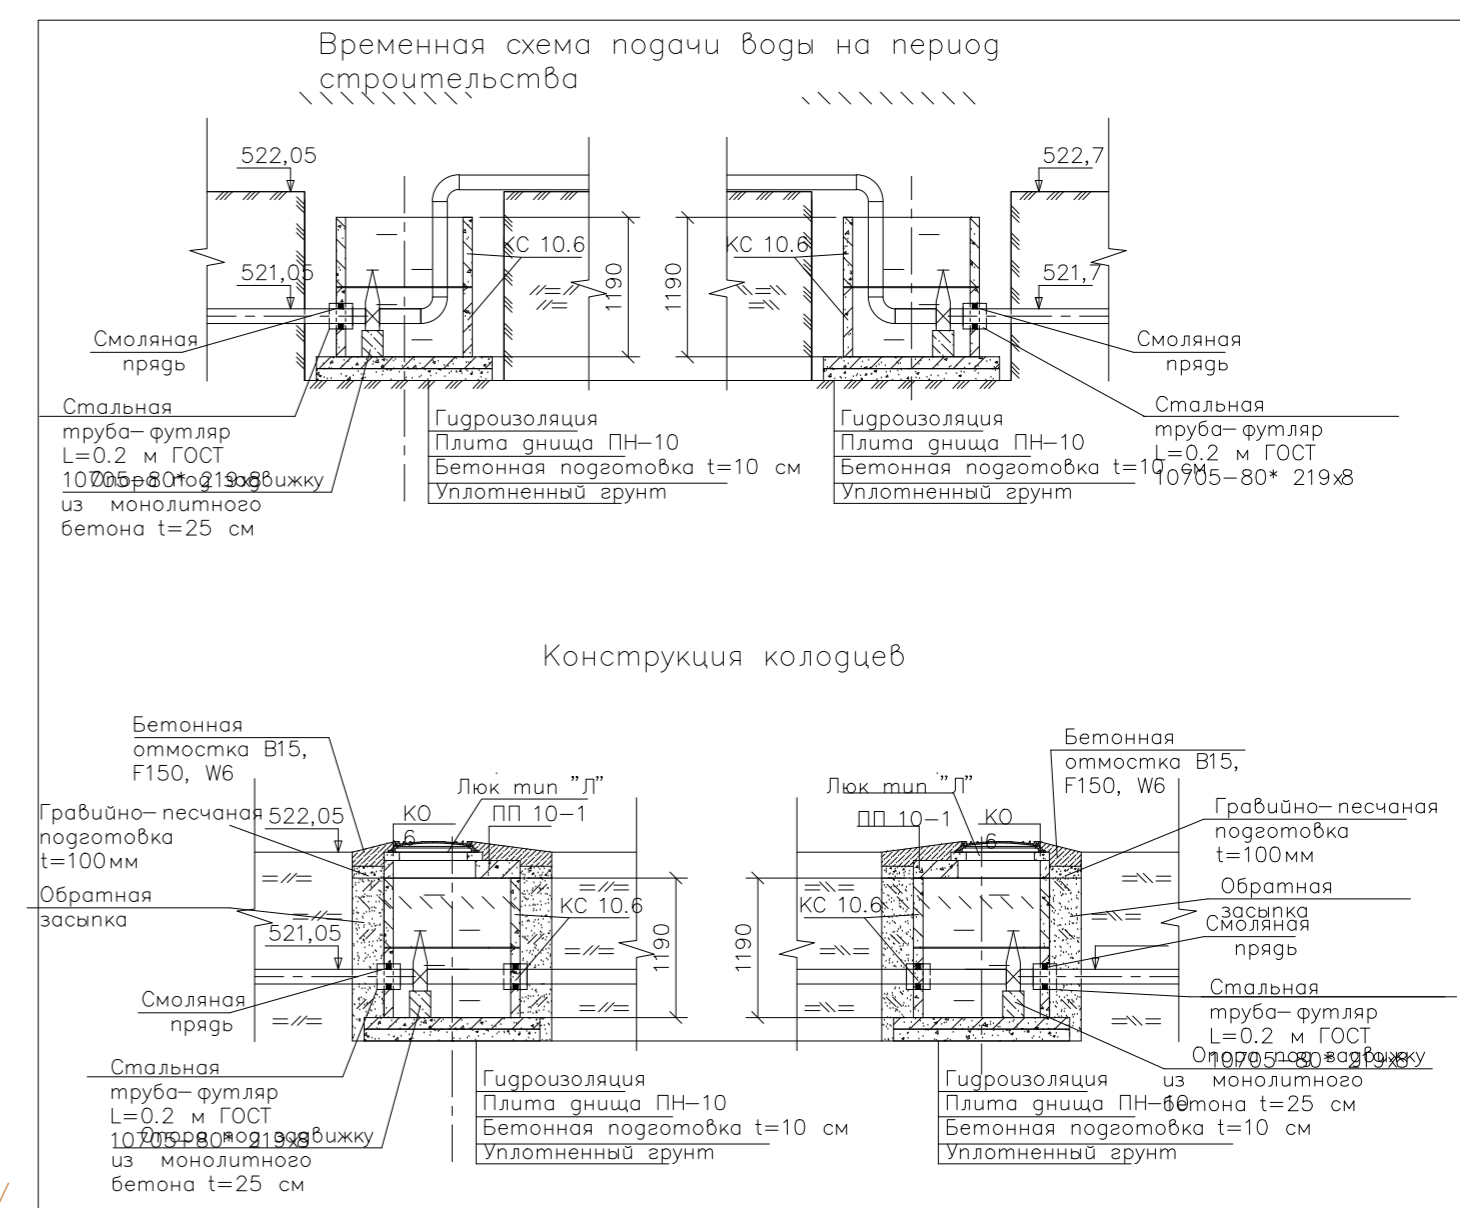 Временная схема подачи воды на период
строительства
522,05
522,7
КС 10.6
КС 10.6
521,05
521,7
1190
1190
Смоляная
прядь
Смоляная
прядь
Стальная
труба-футляр
L=0.2 м ГОСТ
10705-80* 219х8
Опора под задвижку
из монолитного
бетона t=25 см
Гидроизоляция
Плита днища ПН-10
Бетонная подготовка t=10 см
Уплотненный грунт
Гидроизоляция
Плита днища ПН-10
Бетонная подготовка t=10 см
Уплотненный грунт
Стальная
труба-футляр
L=0.2 м ГОСТ
10705-80* 219х8
Конструкция колодцев
Бетонная
отмостка В15,
F150, W6
Гравийно-песчаная
подготовка
t=100мм
Обратная
засыпка
522,05
КО
6
Люк тип "Л"
ПП 10-1
КС 10.6
521,05
1190
Смоляная
прядь
Стальная
труба-футляр
L=0.2 м ГОСТ
10705-80* 219х8
Опора под задвижку
из монолитного
бетона t=25 см
Гидроизоляция
Плита днища ПН-10
Бетонная подготовка t=10 см
Уплотненный грунт
Люк тип "Л"
ПП 10-1
КО
6
Бетонная
отмостка В15,
F150, W6
Гравийно-песчаная
подготовка
t=100мм
Обратная
засыпка
КС 10.6
1190
Смоляная
прядь
Стальная
труба-футляр
L=0.2 м ГОСТ
10705-80* 219х8
Опора под задвижку
из монолитного
бетона t=25 см
Гидроизоляция
Плита днища ПН-10
Бетонная подготовка t=10 см
Уплотненный грунт